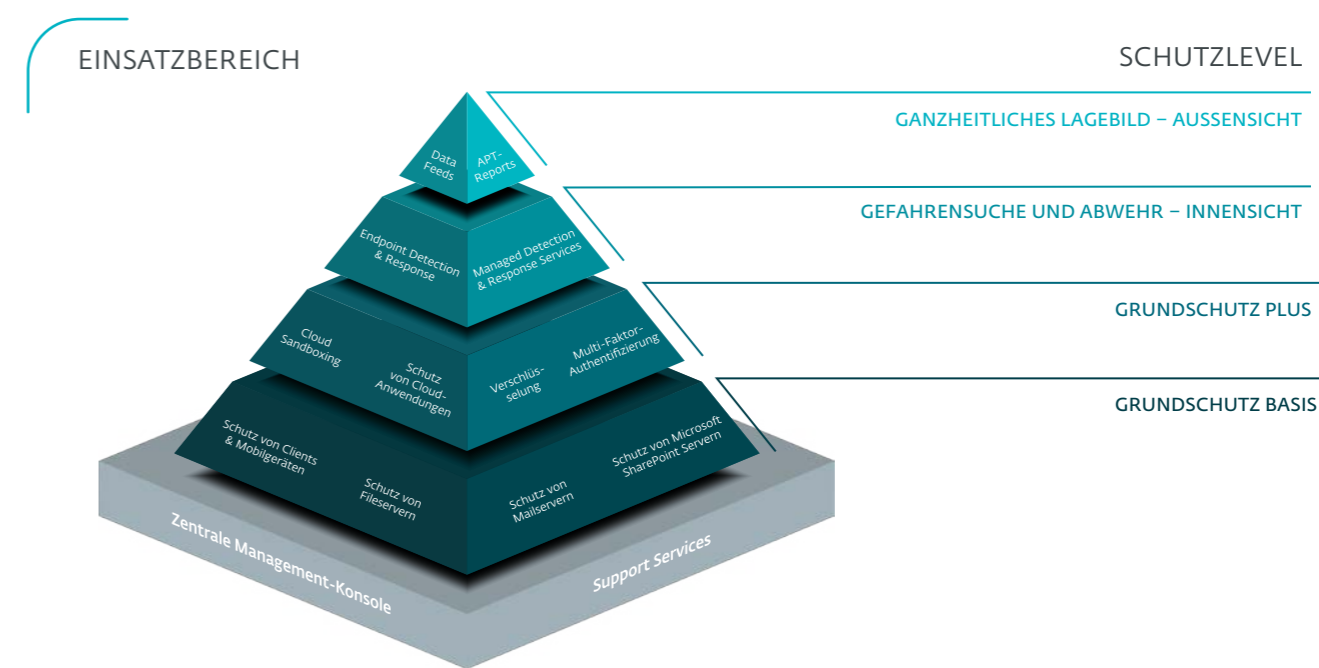 EINSATZBEREICH
SCHUTZLEVEL
GANZHEITLICHES LAGEBILD – AUSSENSICHT
Data
Feeds
APT-
Reports
GEFAHRENSUCHE UND ABWEHR – INNENSICHT
Endpoint Detection
& Response
Managed Detection
& Response Services
GRUNDSCHUTZ PLUS
Cloud
Sandboxing
Schutz
von Cloud-
Anwendungen
Verschlüs-
selung
Multi-Faktor-
Authentifizierung
GRUNDSCHUTZ BASIS
Schutz von Clients
& Mobilgeräten
Schutz von
Fileservern
Schutz von
Mailservern
Schutz von Microsoft
SharePoint Servern
Zentrale Management-Konsole
Support Services